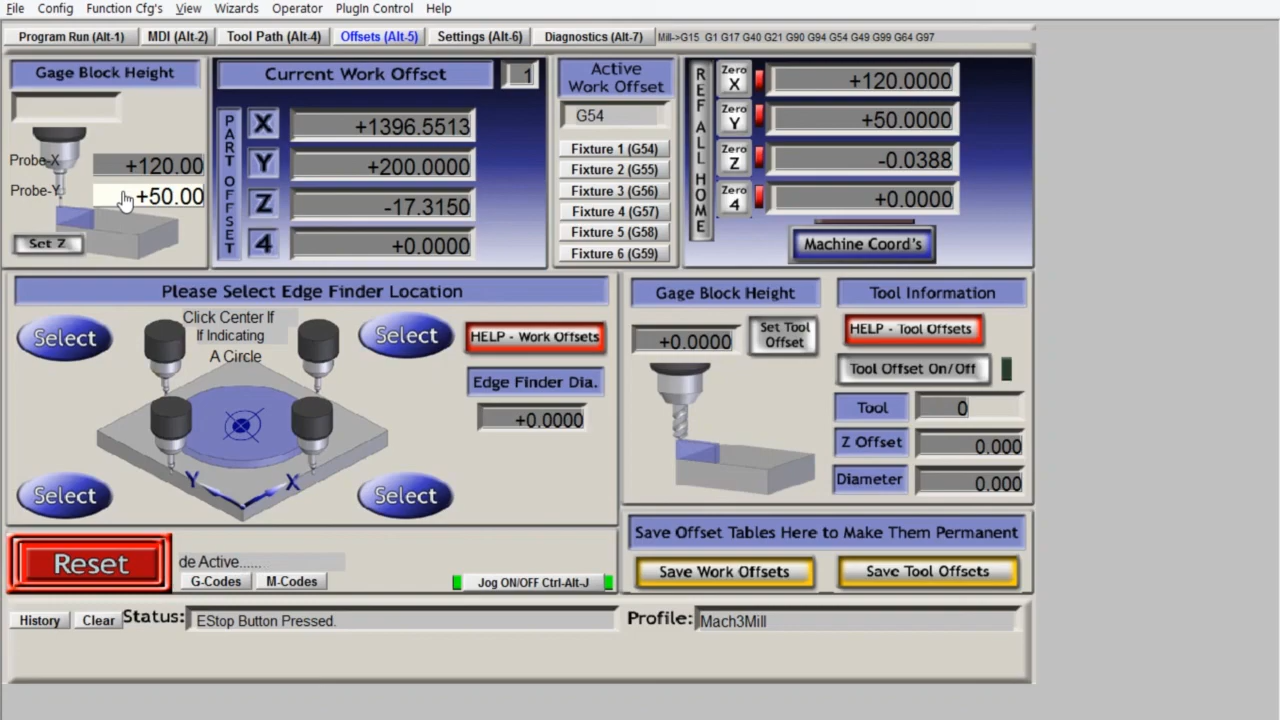 File Config Function Cfg's View Wizards Operator PlugIn Control Help
Program Run (Alt-1) MDI (Alt-2) Tool Path (Alt-4) Offsets (Alt-5) Settings (Alt-6) Diagnostics (Alt-7) Mill->G15 G1 G17 G40 G21 G90 G94 G54 G49 G99 G64 G97
Gage Block Height
Probe-X +120.00
Probe-Y +50.00
Set Z
Current Work Offset 1
PART OFFSET
X +1396.5513
Y +200.0000
Z -17.3150
4 +0.0000
Active
Work Offset
G54
Fixture 1 (G54)
Fixture 2 (G55)
Fixture 3 (G56)
Fixture 4 (G57)
Fixture 5 (G58)
Fixture 6 (G59)
REF ALL HOME
Zero X +120.0000
Zero Y +50.0000
Zero Z -0.0388
Zero 4 +0.0000
Machine Coord's
Please Select Edge Finder Location
Select
Click Center If
If Indicating
A Circle
Select
HELP - Work Offsets
Edge Finder Dia.
+0.0000
Y X
Select
Select
Gage Block Height
+0.0000
Set Tool
Offset
Tool Information
HELP - Tool Offsets
Tool Offset On/Off
Tool 0
Z Offset 0.000
Diameter 0.000
Save Offset Tables Here to Make Them Permanent
Save Work Offsets Save Tool Offsets
Reset
de Active......
G-Codes M-Codes
Jog ON/OFF Ctrl-Alt-J
History Clear Status: EStop Button Pressed.
Profile: Mach3Mill